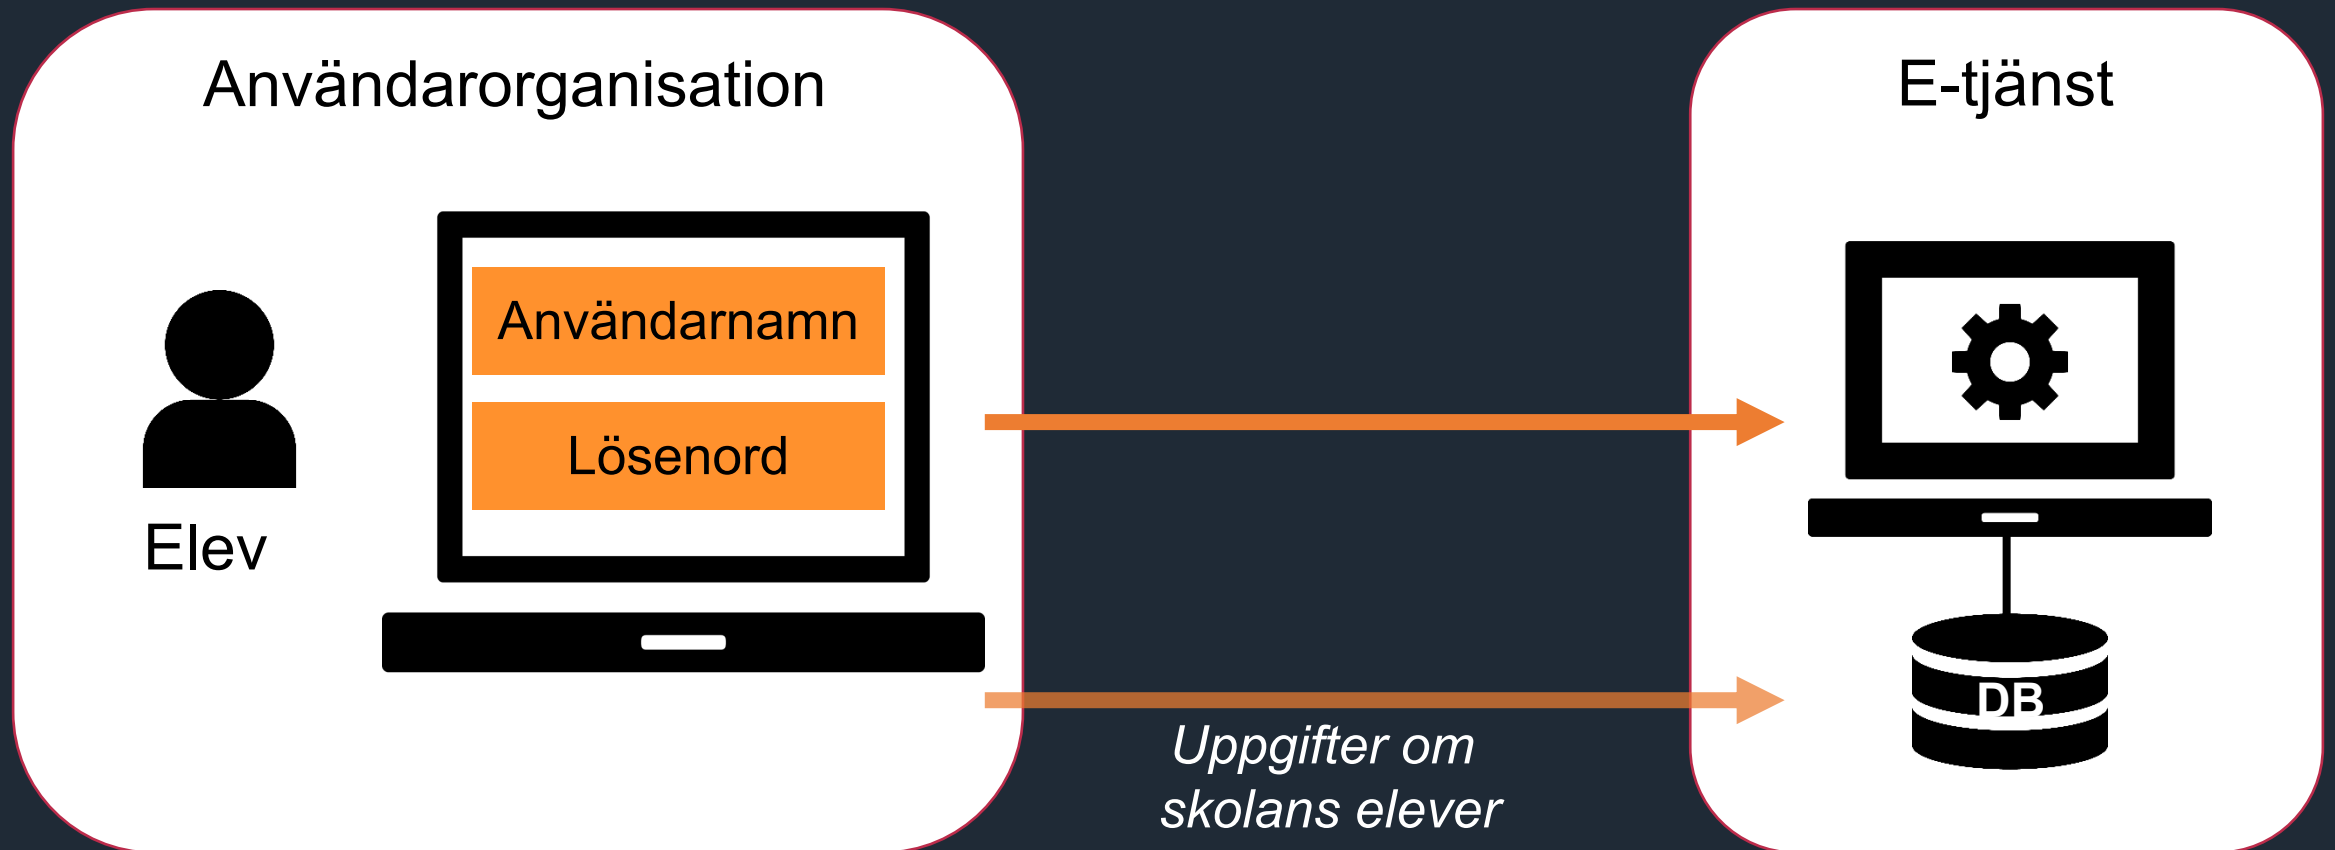 Användarorganisation
E-tjänst
Användarnamn
Lösenord
Elev
DB
Uppgifter om
skolans elever